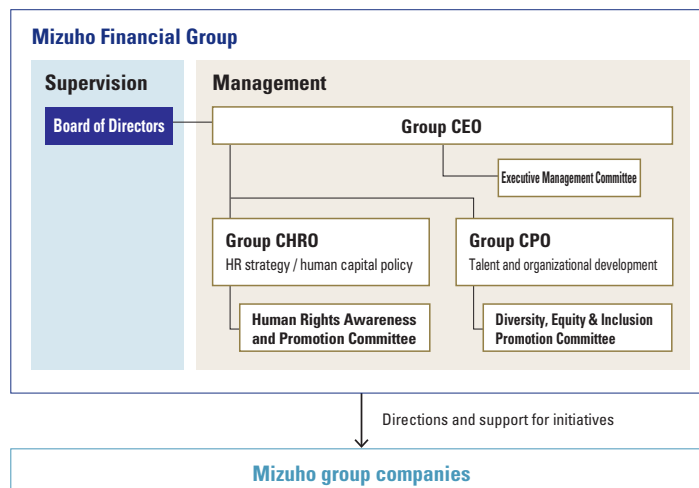 Mizuho Financial Group
Supervision
Management
Board of Directors
Group CEO
Executive Management Committee
Group CHRO
HR strategy / human capital policy
Group CPO
Talent and organizational development
Human Rights Awareness
and Promotion Committee
Diversity, Equity & Inclusion
Promotion Committee
Directions and support for initiatives
Mizuho group companies